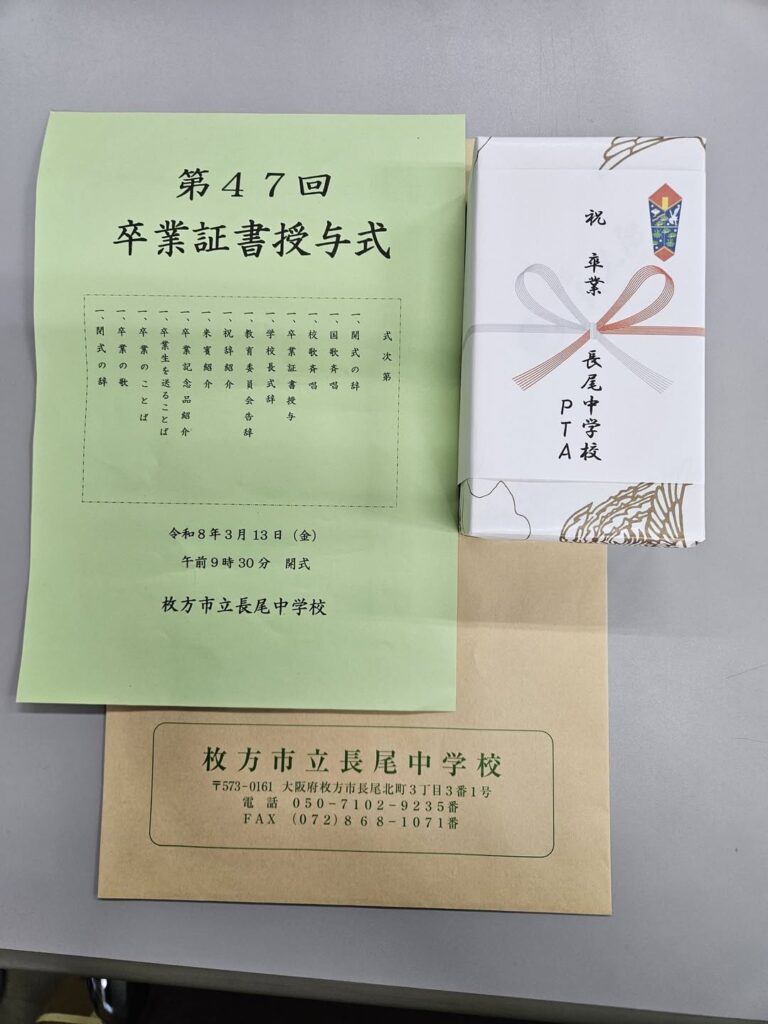 第47回
卒業証書授与式
式次第
一、開式の辞
一、国歌斉唱
一、校歌斉唱
一、卒業証書授与
一、学校長式辞
一、教育委員会告辞
一、祝辞紹介
一、来賓紹介
一、卒業記念品紹介
一、卒業生を送ることば
一、卒業のことば
一、卒業の歌
一、閉式の辞
令和8年3月13日（金）
午前9時30分　開式
枚方市立長尾中学校
祝　卒業
長尾中学校
PTA
枚方市立長尾中学校
〒573-0161　大阪府枚方市長尾北町3丁目3番1号
電　話　050-7102-9235番
FAX　(072)868-1071番